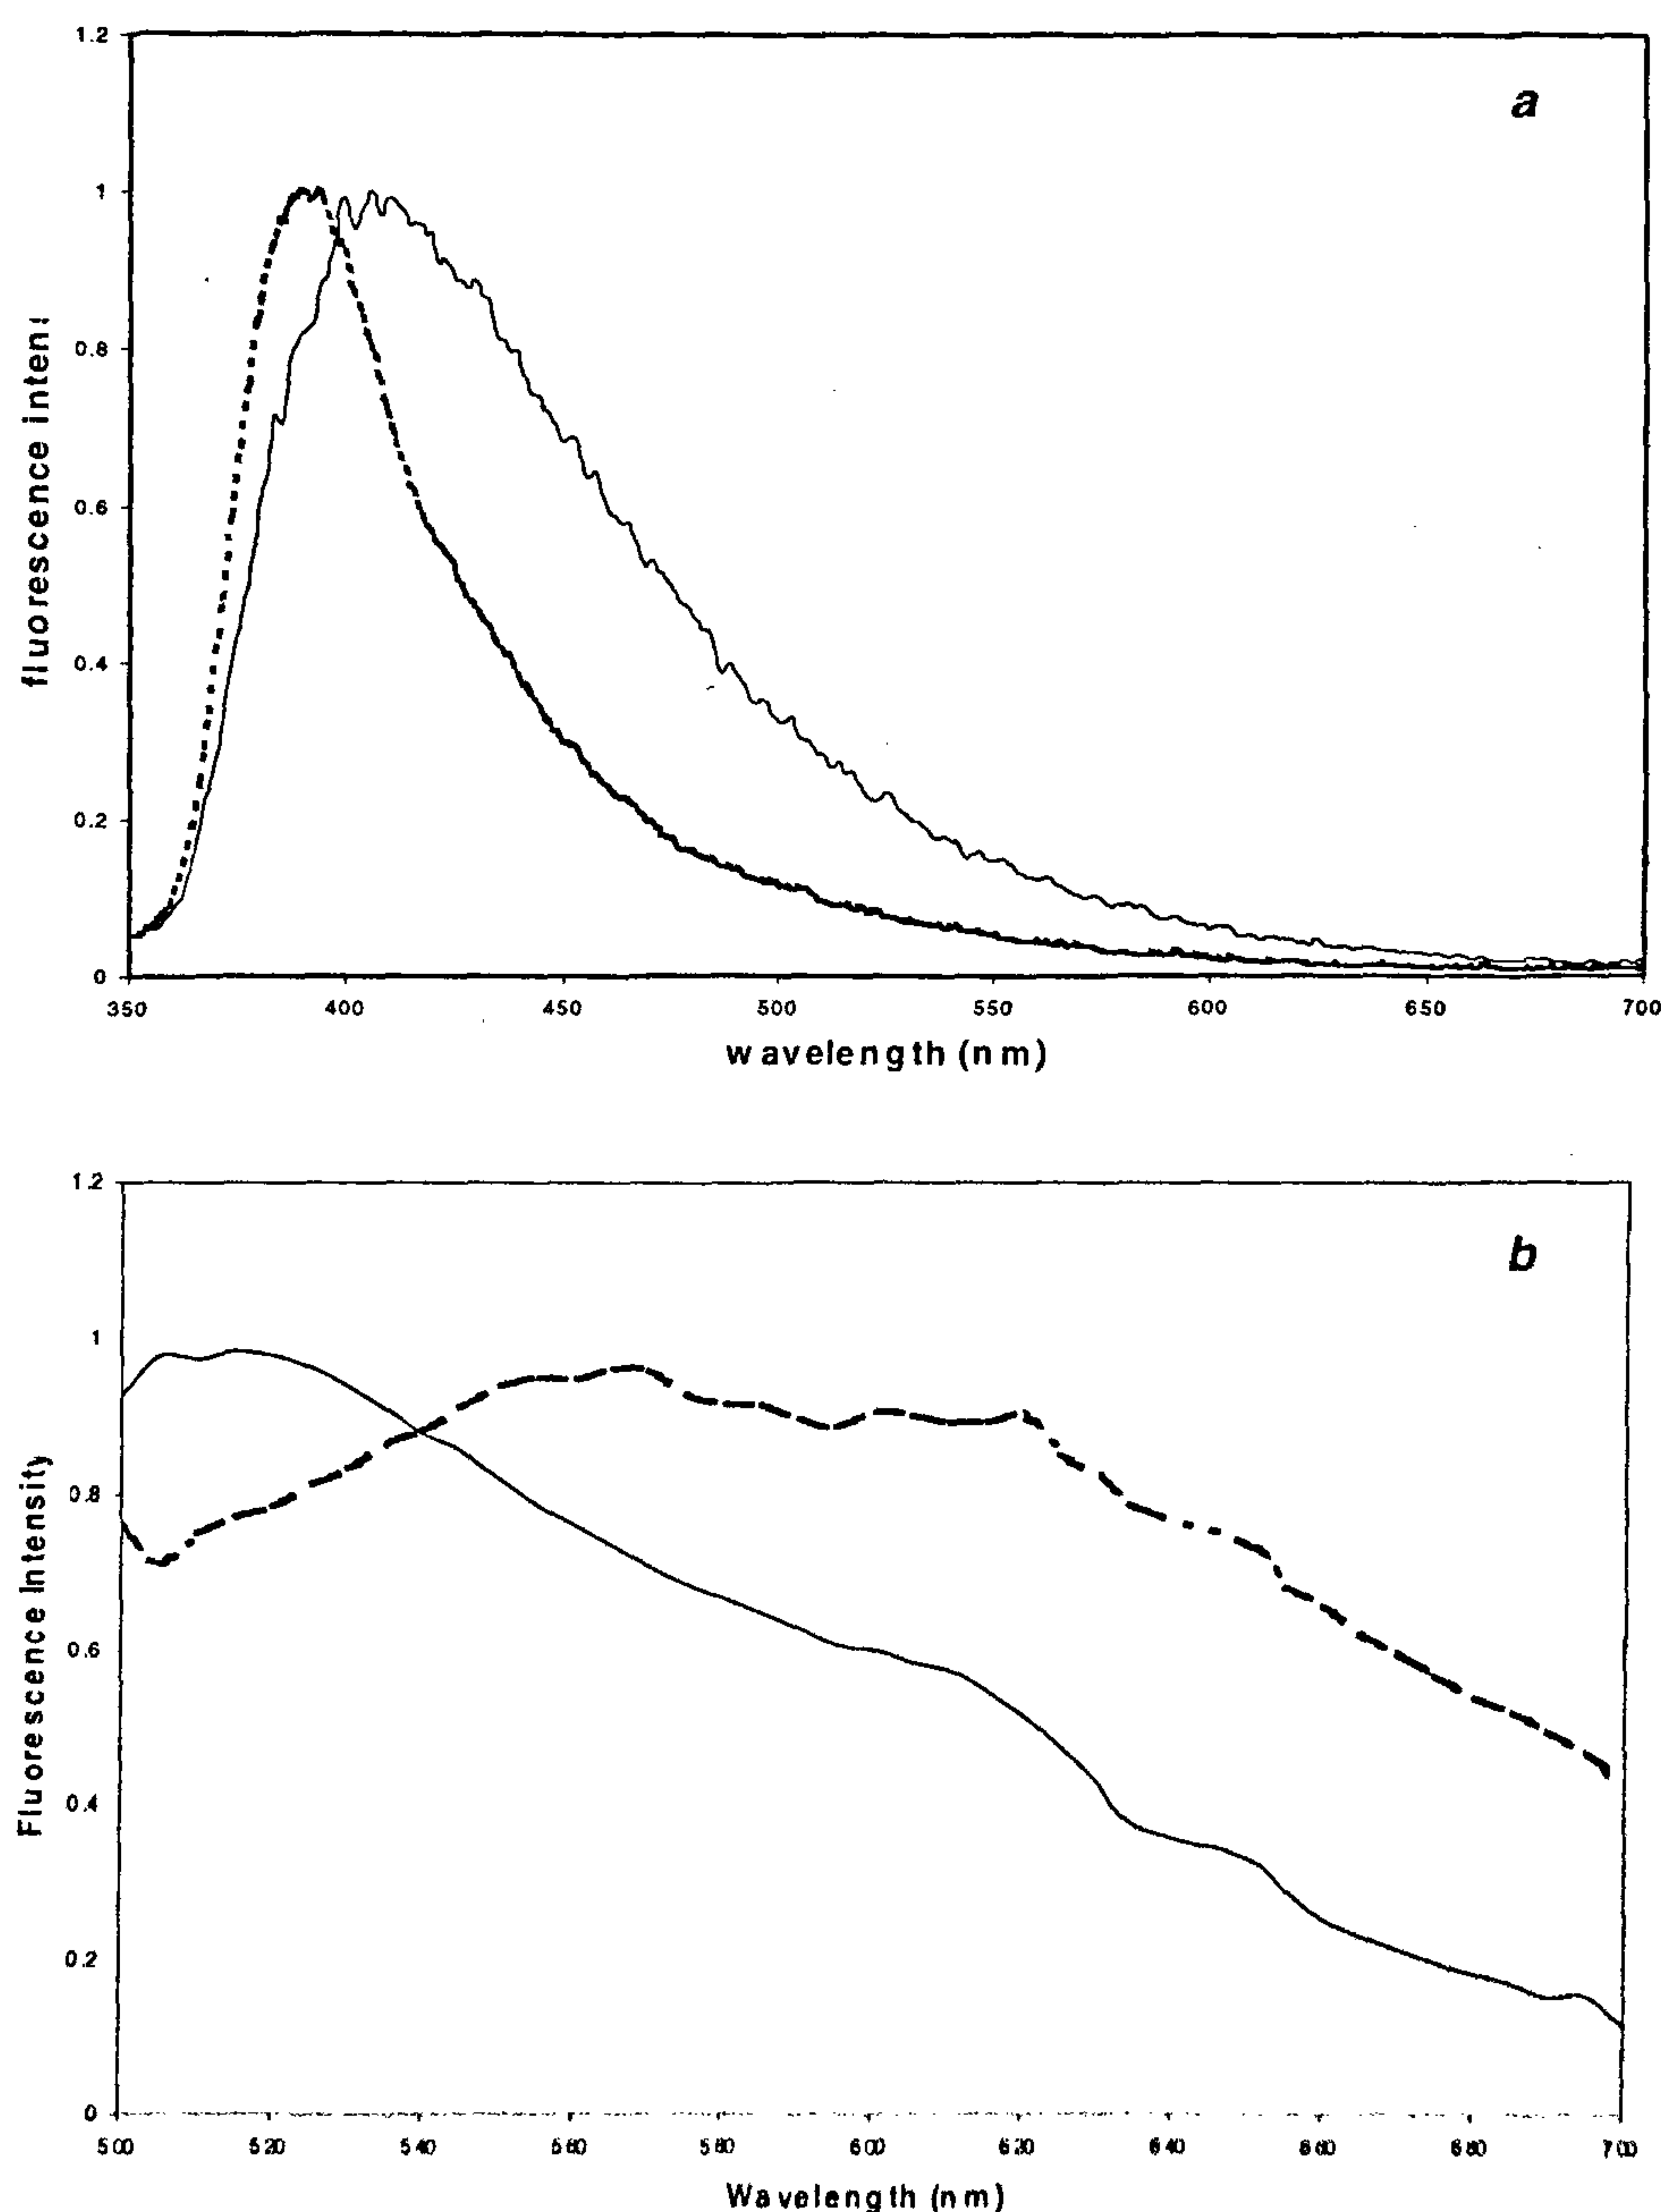 a
fluorescence inten
1.2
1
0.8
0.6
0.4
0.2
0
350 400 450 500 550 600 650 700
wavelength (nm)
b
Fluorescence Intensity
1.2
1
0.8
0.6
0.4
0.2
0
500 520 540 560 580 600 620 640 660 680 700
Wavelength (nm)